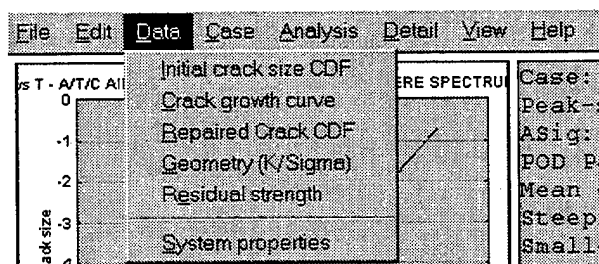 File Edit Data Case Analysis Detail View Help
Initial crack size CDF
Crack growth curve
Repaired Crack CDF
Geometry (K/Sigma)
Residual strength
System properties
vs T - A/T/C AI
ERE SPECTRU
0
-1
-2
-3
-4
ack size
Case:
Peak-
ASig:
POD P
Mean
Steep
Small